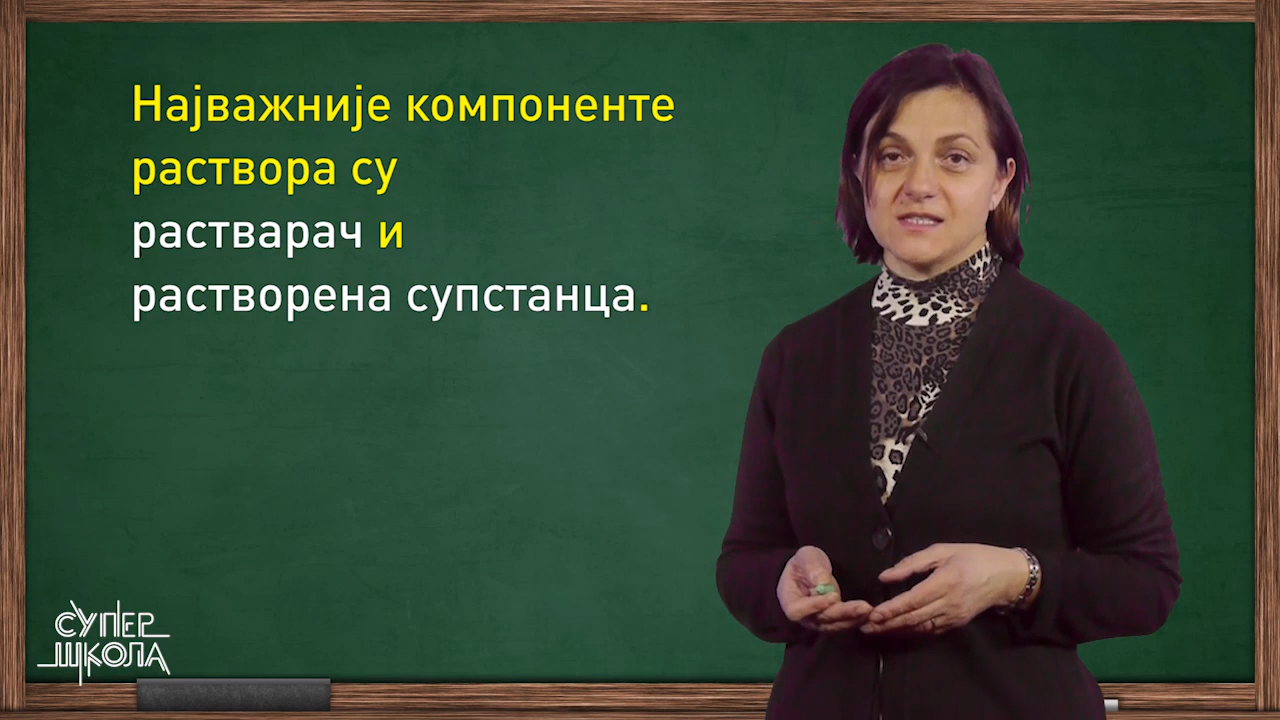 Најважније компоненте
раствора су
растварач и
растворена супстанца.
СУПЕР
ШКОЛА